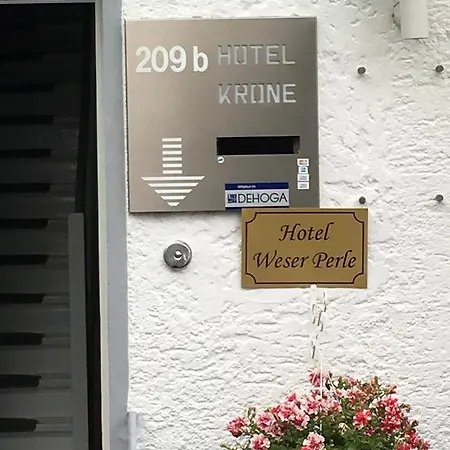 209 b HOTEL
KRONE
DEHOGA
Hotel
Weser Perle